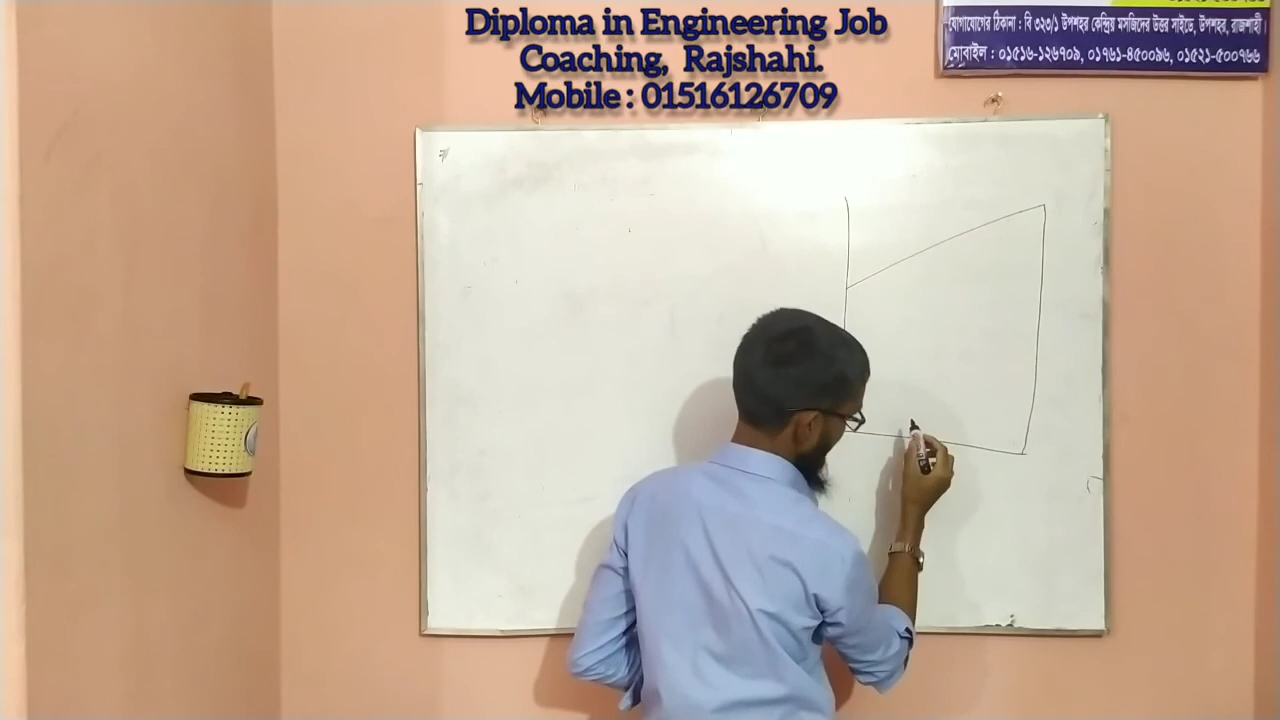 Diploma in Engineering Job
Coaching, Rajshahi.
Mobile : 01516126709
যোগাযোগের ঠিকানা : বি ৩২৩/১ উপশহর কেন্দ্রিয় মসজিদের উত্তর সাইডে, উপশহর, রাজশাহী।
মোবাইল : ০১৫১৬-১২৬৭০৯, ০১৭৬১-৪৫০০৯৬, ০১৫২১-৫০০৭৬৬